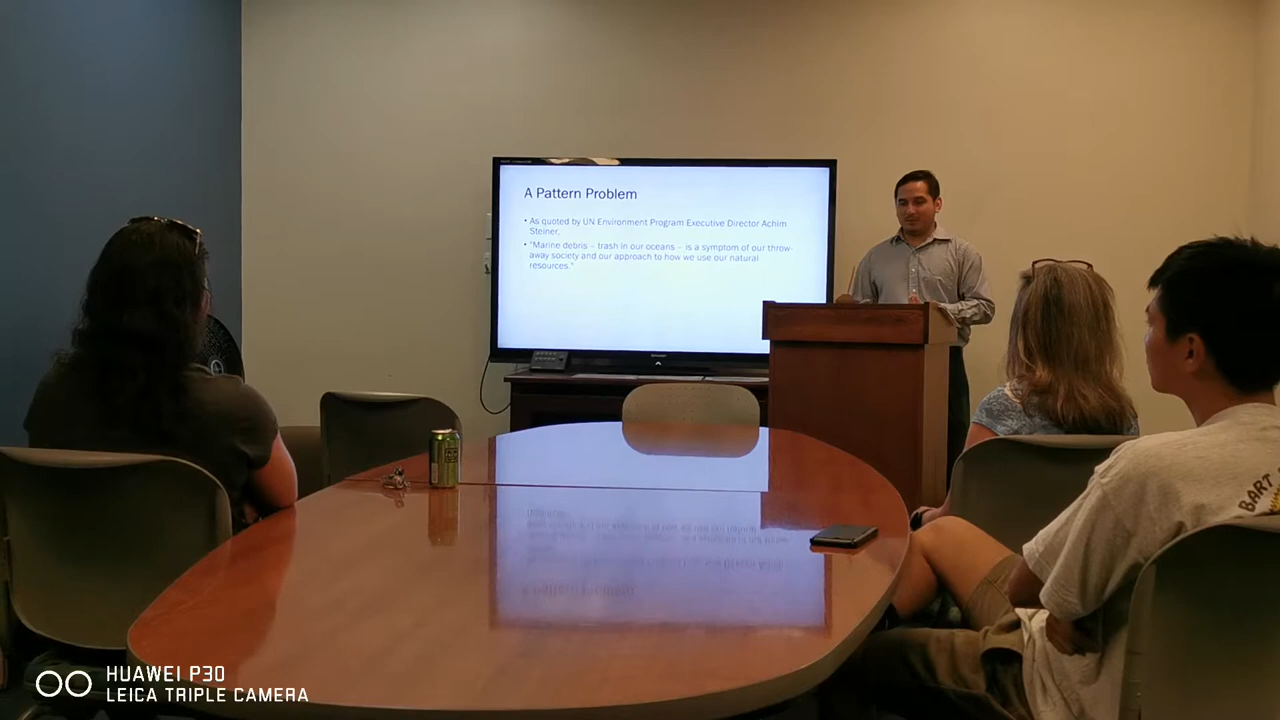 A Pattern Problem
• As quoted by UN Environment Program Executive Director Achim
Steiner.
• "Marine debris – trash in our oceans – is a symptom of our throw-
away society and our approach to how we use our natural
resources."
SHARP
BART
HUAWEI P30
LEICA TRIPLE CAMERA